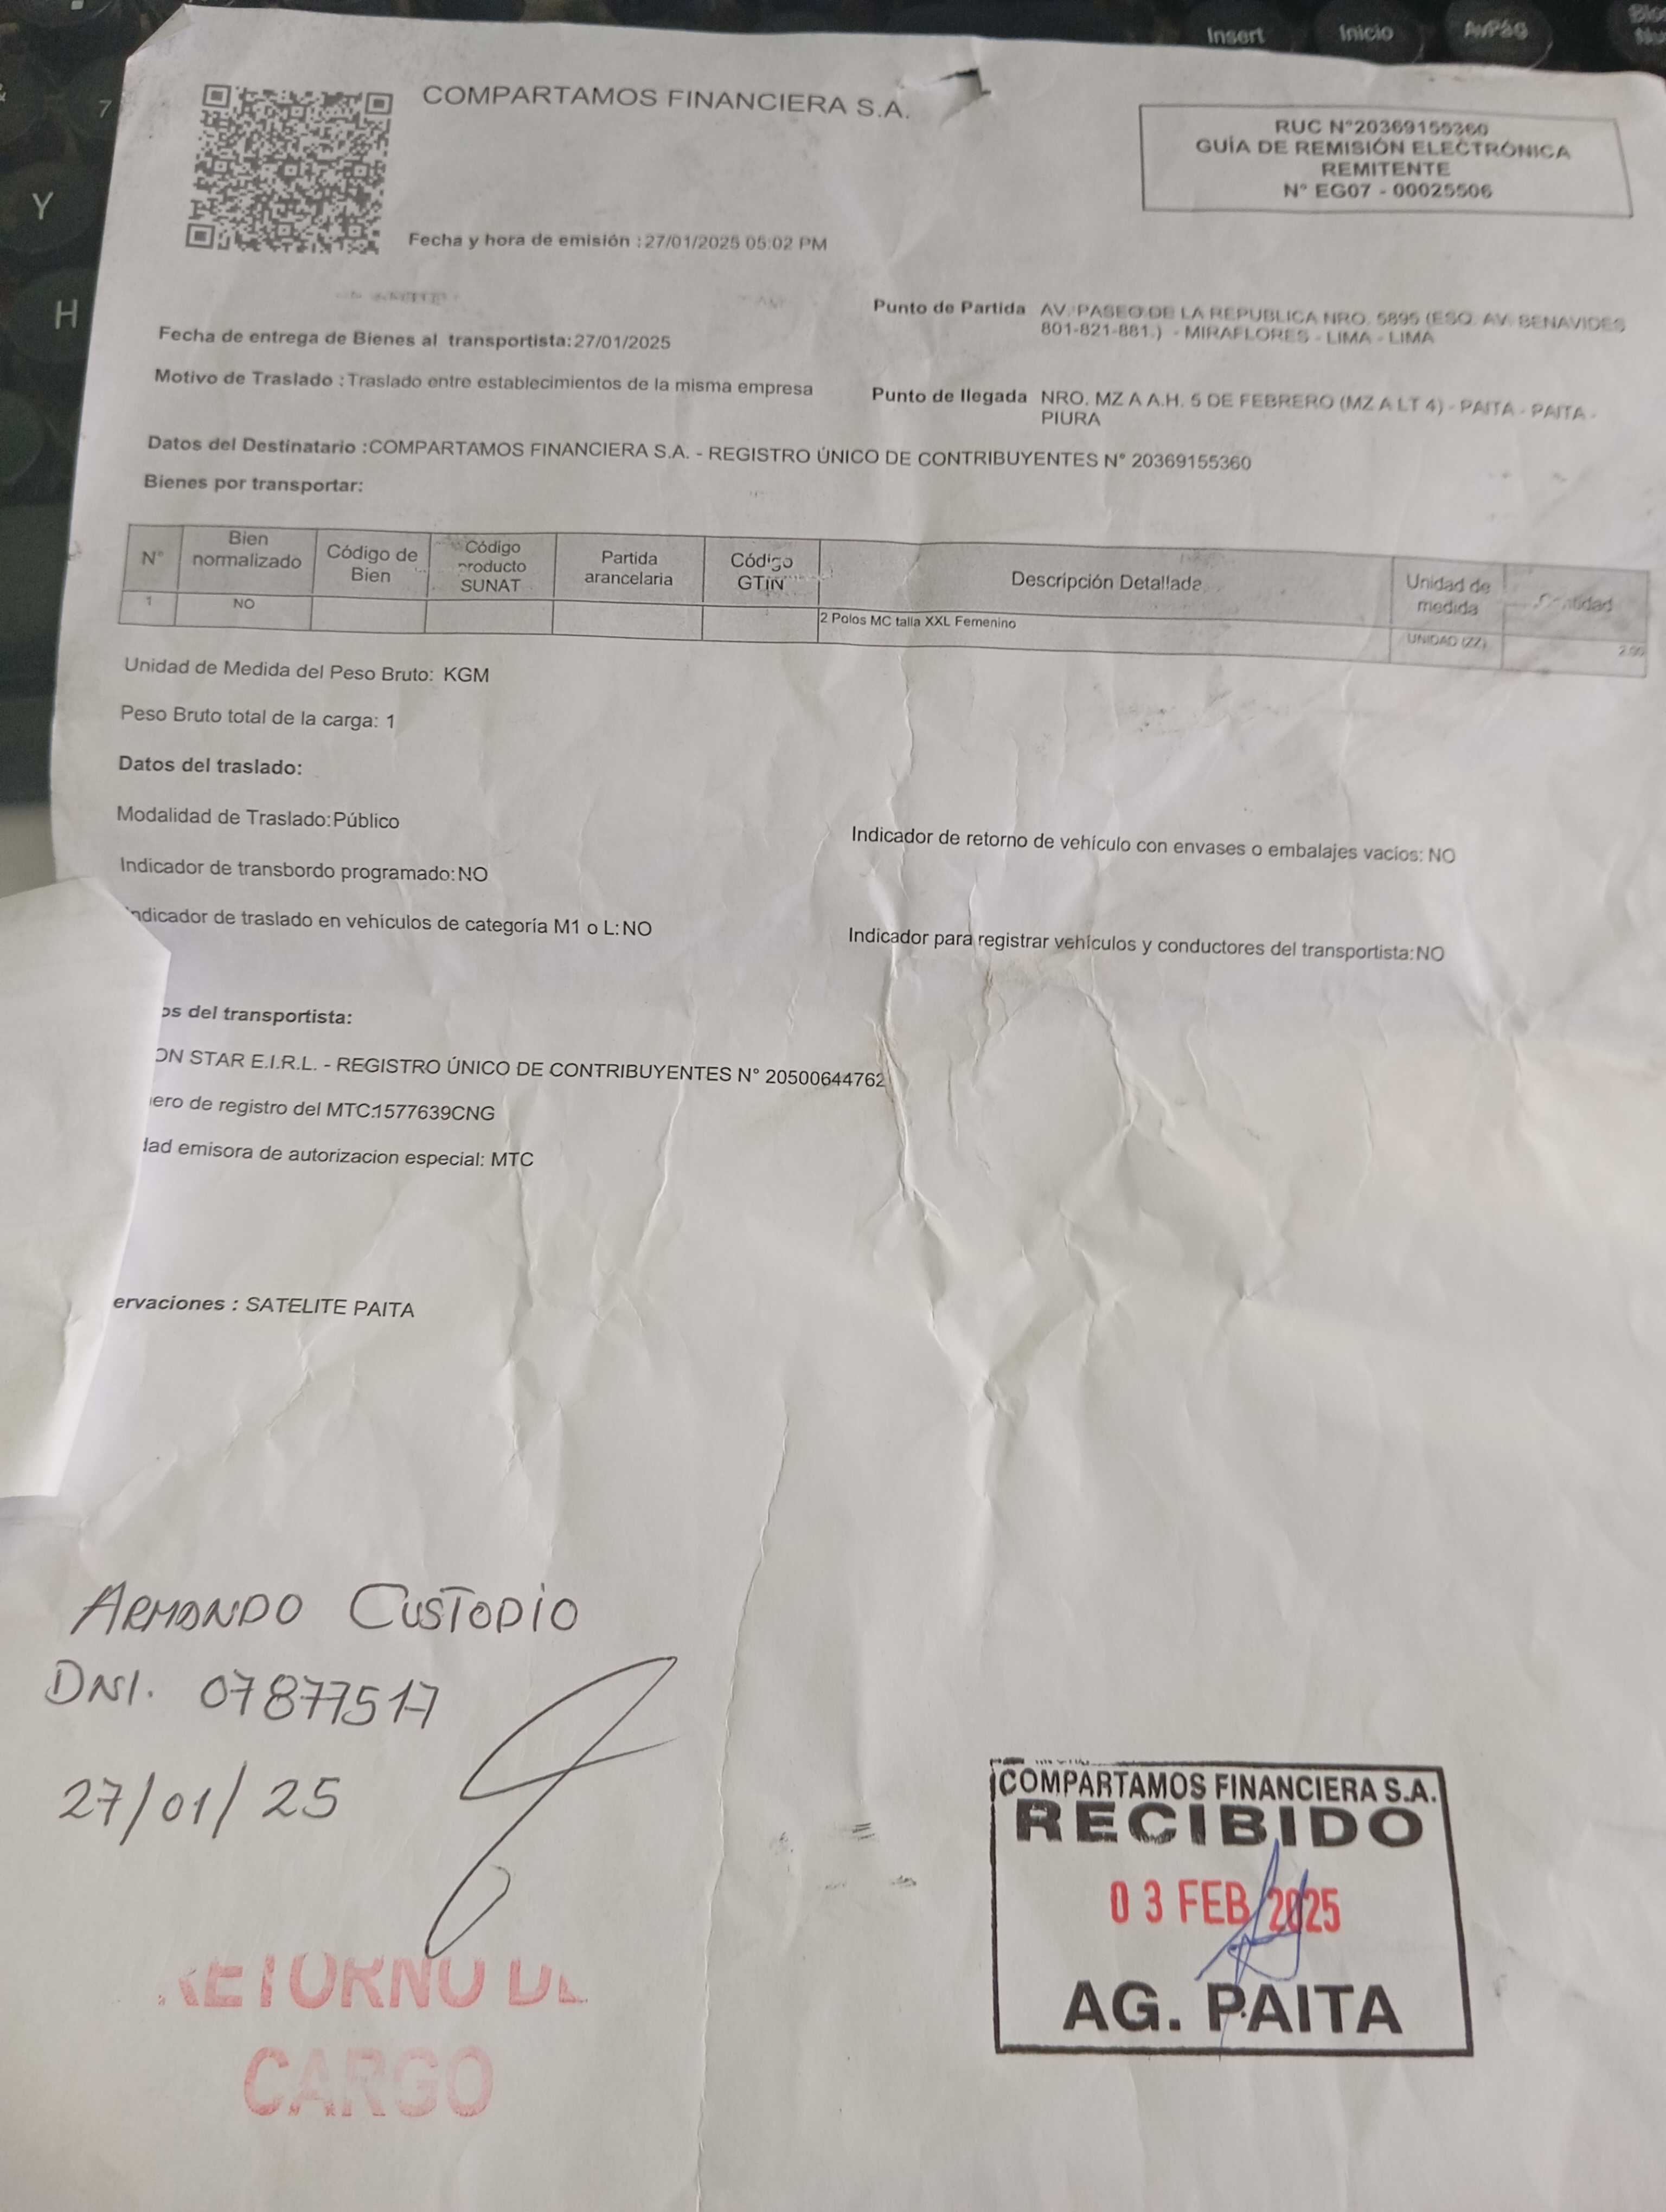 Insert
Inicio
AvPág
7
Y
H
COMPARTAMOS FINANCIERA S.A.
RUC N°20369155360
GUÍA DE REMISIÓN ELECTRÓNICA
REMITENTE
N° EG07 - 00025506
Fecha y hora de emisión :27/01/2025 05:02 PM
Punto de Partida AV. PASEO DE LA REPUBLICA NRO. 5895 (ESQ. AV. BENAVIDES
801-821-881.) - MIRAFLORES - LIMA - LIMA
Fecha de entrega de Bienes al transportista:27/01/2025
Motivo de Traslado :Traslado entre establecimientos de la misma empresa
Punto de llegada NRO. MZ A A.H. 5 DE FEBRERO (MZ A LT 4) - PAITA - PAITA -
PIURA
Datos del Destinatario :COMPARTAMOS FINANCIERA S.A. - REGISTRO ÚNICO DE CONTRIBUYENTES N° 20369155360
Bienes por transportar:
N° Bien normalizado Código de Bien Código producto SUNAT Partida arancelaria Código GTIN Descripción Detallada Unidad de medida Cantidad
1 NO 2 Polos MC talla XXL Femenino UNIDAD (ZZ)
Unidad de Medida del Peso Bruto: KGM
Peso Bruto total de la carga: 1
Datos del traslado:
Modalidad de Traslado:Público
Indicador de retorno de vehículo con envases o embalajes vacíos: NO
Indicador de transbordo programado:NO
ndicador de traslado en vehículos de categoría M1 o L:NO
Indicador para registrar vehículos y conductores del transportista:NO
os del transportista:
ON STAR E.I.R.L. - REGISTRO ÚNICO DE CONTRIBUYENTES N° 20500644762
ero de registro del MTC:1577639CNG
dad emisora de autorizacion especial: MTC
ervaciones : SATELITE PAITA
ARMANDO CUSTODIO
DNI. 07877517
27/01/25
RETORNO DE
CARGO
COMPARTAMOS FINANCIERA S.A.
RECIBIDO
03 FEB 2025
AG. PAITA